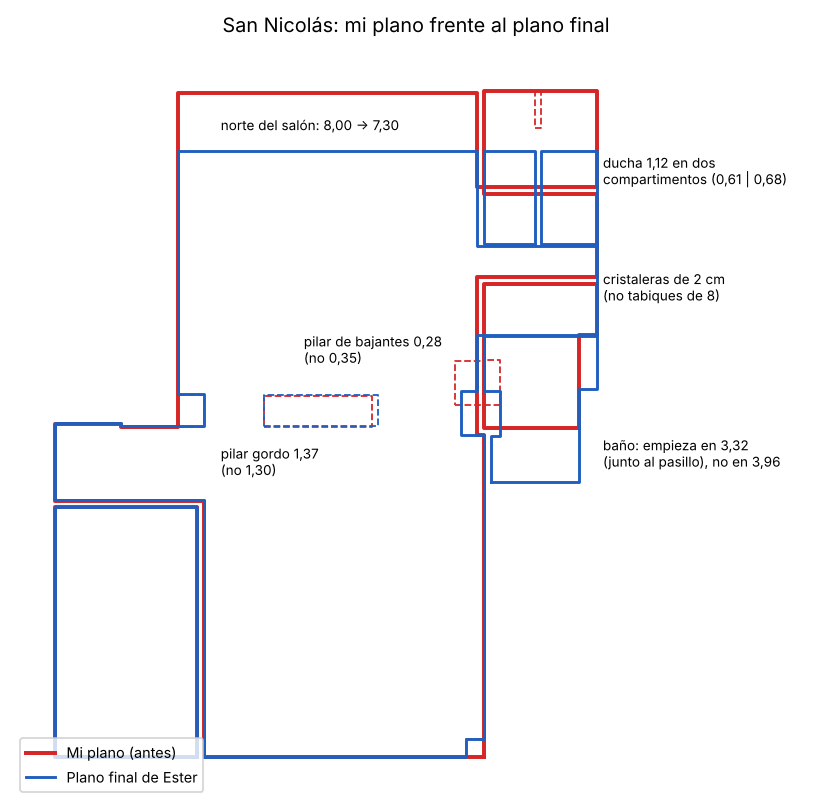 San Nicolás: mi plano frente al plano final
norte del salón: 8,00 → 7,30
ducha 1,12 en dos
compartimentos (0,61 | 0,68)
cristaleras de 2 cm
(no tabiques de 8)
pilar de bajantes 0,28
(no 0,35)
pilar gordo 1,37
(no 1,30)
baño: empieza en 3,32
(junto al pasillo), no en 3,96
Mi plano (antes)
Plano final de Ester